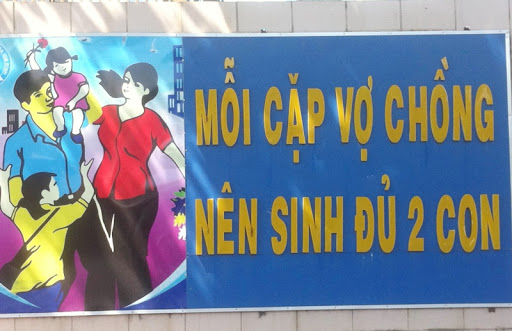 MỖI CẶP VỢ CHỒNG
NÊN SINH ĐỦ 2 CON